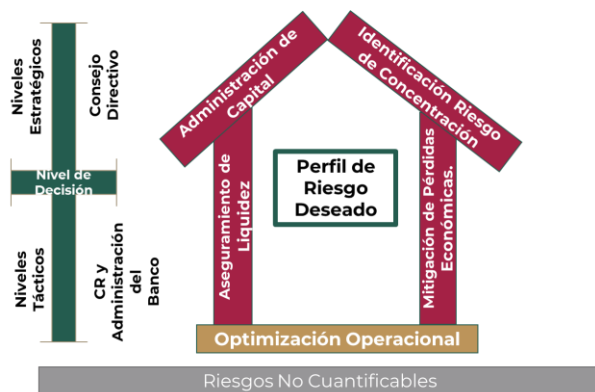 Niveles
Estratégicos
Consejo
Directivo
Nivel de
Decisión
Niveles
Tácticos
CR y
Administración
del
Banco
Administración de
Capital
Identificación Riesgo
de Concentración
Aseguramiento de
Liquidez
Perfil de
Riesgo
Deseado
Mitigación de Pérdidas
Económicas.
Optimización Operacional
Riesgos No Cuantificables